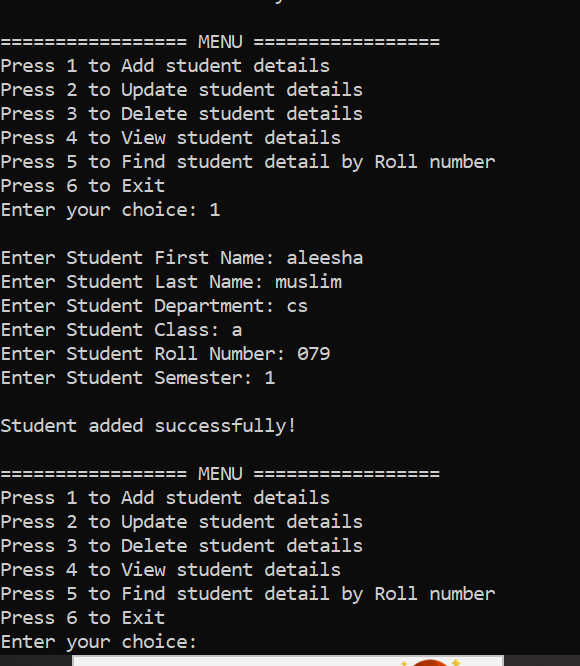 ================= MENU =================
Press 1 to Add student details
Press 2 to Update student details
Press 3 to Delete student details
Press 4 to View student details
Press 5 to Find student detail by Roll number
Press 6 to Exit
Enter your choice: 1
Enter Student First Name: aleesha
Enter Student Last Name: muslim
Enter Student Department: cs
Enter Student Class: a
Enter Student Roll Number: 079
Enter Student Semester: 1
Student added successfully!
================= MENU =================
Press 1 to Add student details
Press 2 to Update student details
Press 3 to Delete student details
Press 4 to View student details
Press 5 to Find student detail by Roll number
Press 6 to Exit
Enter your choice: